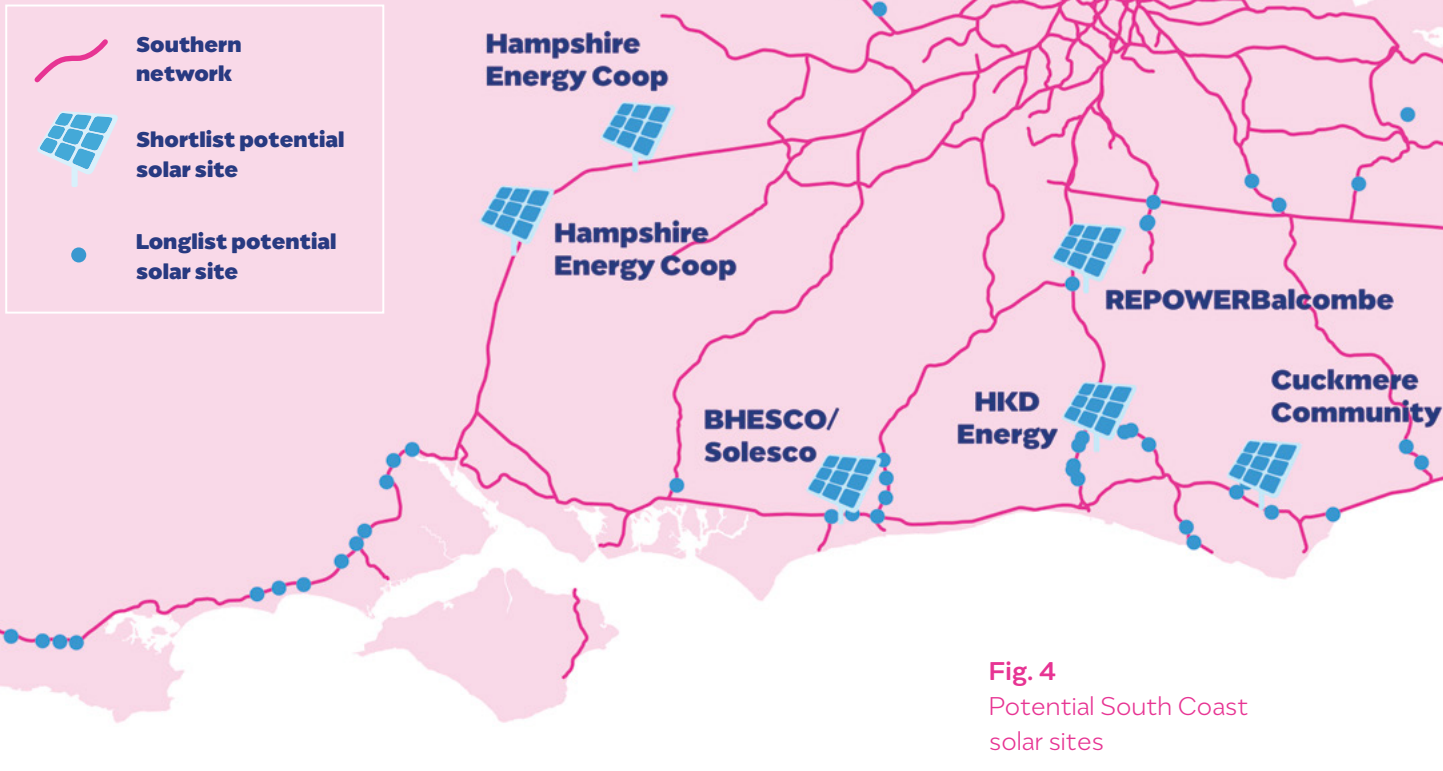 Southern
network
Shortlist potential
solar site
Longlist potential
solar site
Hampshire
Energy Coop
Hampshire
Energy Coop
REPOWERBalcombe
BHESCO/
Solesco
HKD
Energy
Cuckmere
Community
Fig. 4
Potential South Coast
solar sites